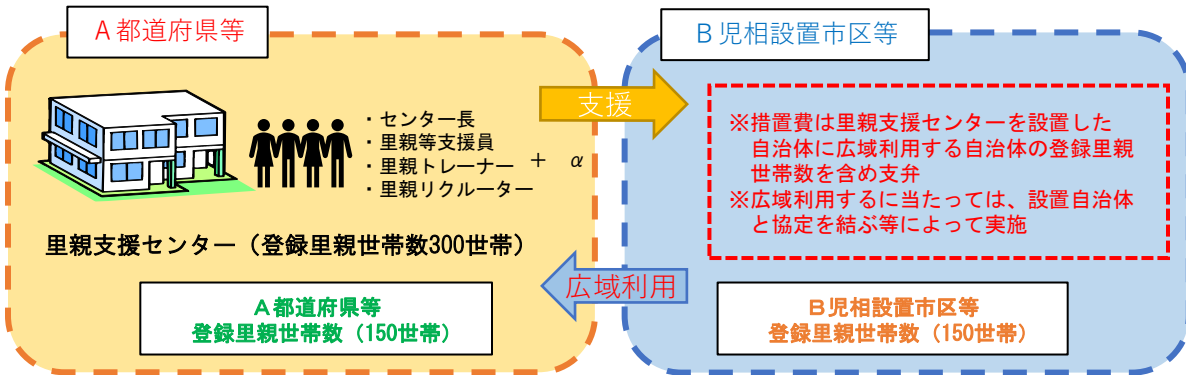 A都道府県等
・センター長
・里親等支援員
・里親トレーナー
・里親リクルーター
+ α
里親支援センター（登録里親世帯数300世帯）
A都道府県等
登録里親世帯数（150世帯）
支援
広域利用
B児相設置市区等
※措置費は里親支援センターを設置した
自治体に広域利用する自治体の登録里親
世帯数を含め支弁
※広域利用するに当たっては、設置自治体
と協定を結ぶ等によって実施
B児相設置市区等
登録里親世帯数（150世帯）